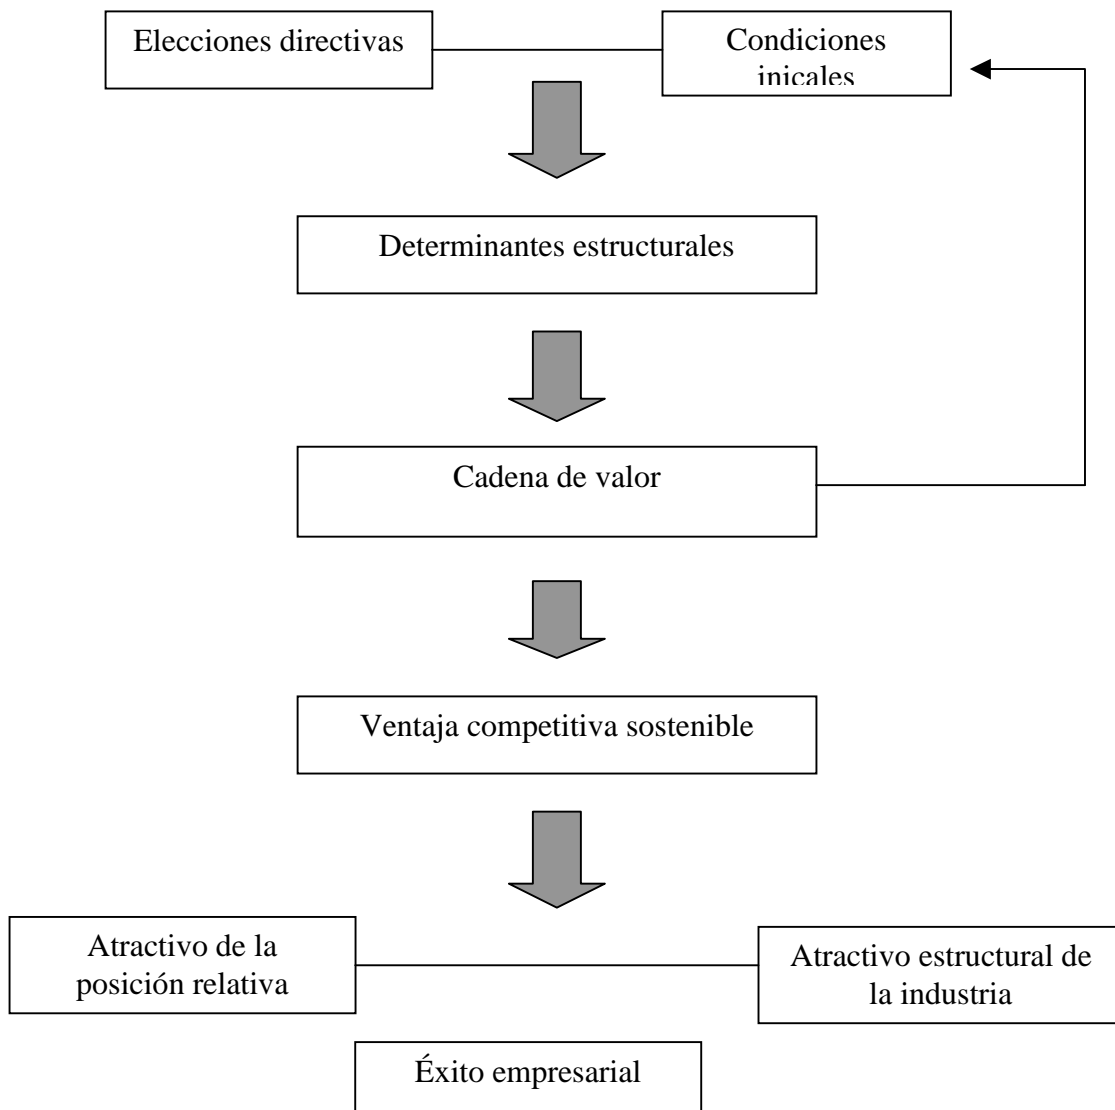 Elecciones directivas
Condiciones
inicales
Determinantes estructurales
Cadena de valor
Ventaja competitiva sostenible
Atractivo de la
posición relativa
Atractivo estructural de
la industria
Éxito empresarial